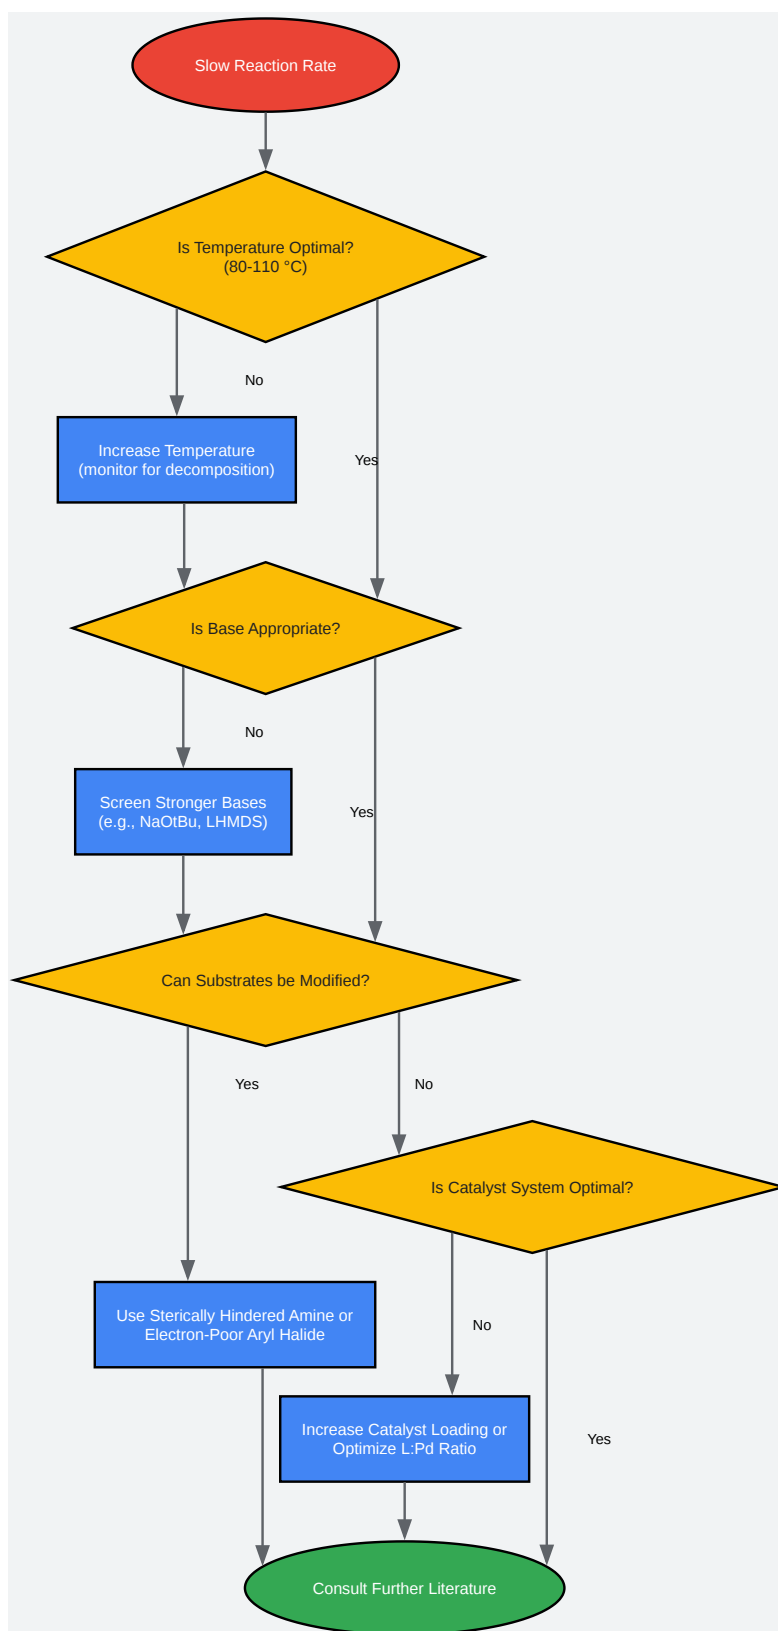 Slow Reaction Rate
Is Temperature Optimal?
(80-110 °C)
No
Increase Temperature
(monitor for decomposition)
Yes
Is Base Appropriate?
No
Screen Stronger Bases
(e.g., NaOtBu, LHMDS)
Yes
Can Substrates be Modified?
Yes
No
Is Catalyst System Optimal?
Use Sterically Hindered Amine or
Electron-Poor Aryl Halide
No
Increase Catalyst Loading or
Optimize L:Pd Ratio
Yes
Consult Further Literature